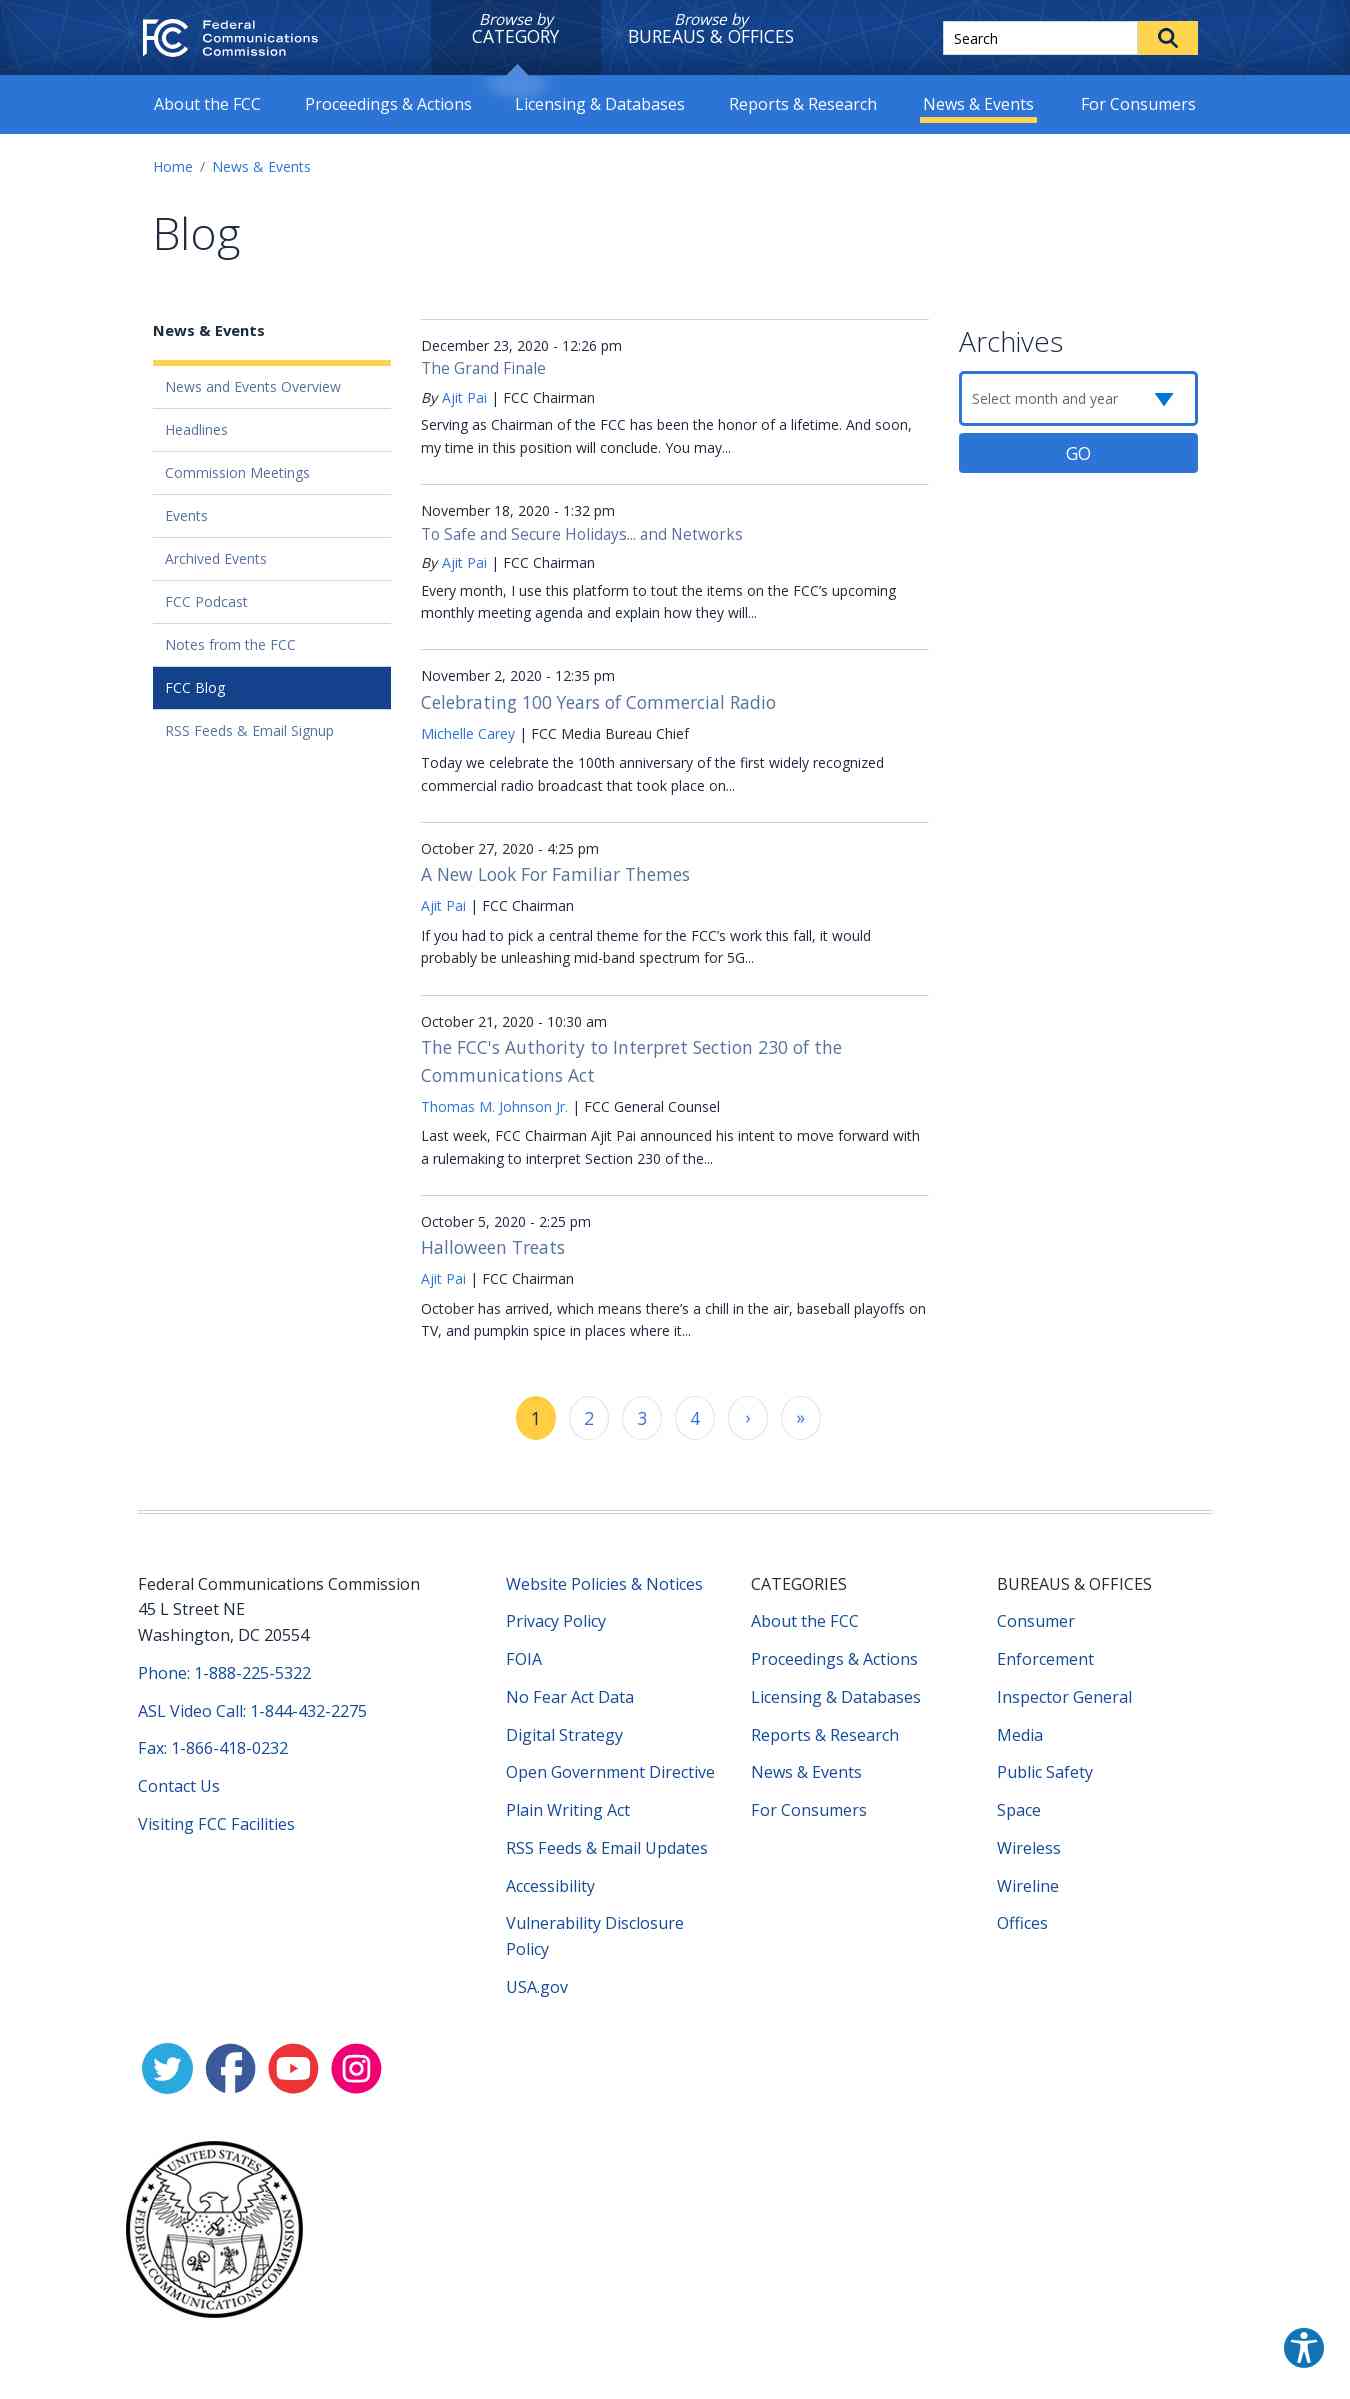 Federal
Communications
Commission
Browse by
CATEGORY
Browse by
BUREAUS & OFFICES
Search
About the FCC
Proceedings & Actions
Licensing & Databases
Reports & Research
News & Events
For Consumers
Home / News & Events
Blog
News & Events
News and Events Overview
Headlines
Commission Meetings
Events
Archived Events
FCC Podcast
Notes from the FCC
FCC Blog
RSS Feeds & Email Signup
December 23, 2020 - 12:26 pm
The Grand Finale
By Ajit Pai | FCC Chairman
Serving as Chairman of the FCC has been the honor of a lifetime. And soon,
my time in this position will conclude. You may...
November 18, 2020 - 1:32 pm
To Safe and Secure Holidays... and Networks
By Ajit Pai | FCC Chairman
Every month, I use this platform to tout the items on the FCC’s upcoming
monthly meeting agenda and explain how they will...
November 2, 2020 - 12:35 pm
Celebrating 100 Years of Commercial Radio
Michelle Carey | FCC Media Bureau Chief
Today we celebrate the 100th anniversary of the first widely recognized
commercial radio broadcast that took place on...
October 27, 2020 - 4:25 pm
A New Look For Familiar Themes
Ajit Pai | FCC Chairman
If you had to pick a central theme for the FCC’s work this fall, it would
probably be unleashing mid-band spectrum for 5G...
October 21, 2020 - 10:30 am
The FCC's Authority to Interpret Section 230 of the
Communications Act
Thomas M. Johnson Jr. | FCC General Counsel
Last week, FCC Chairman Ajit Pai announced his intent to move forward with
a rulemaking to interpret Section 230 of the...
October 5, 2020 - 2:25 pm
Halloween Treats
Ajit Pai | FCC Chairman
October has arrived, which means there’s a chill in the air, baseball playoffs on
TV, and pumpkin spice in places where it...
1 2 3 4 › »
Archives
Select month and year
GO
Federal Communications Commission
45 L Street NE
Washington, DC 20554
Phone: 1-888-225-5322
ASL Video Call: 1-844-432-2275
Fax: 1-866-418-0232
Contact Us
Visiting FCC Facilities
Website Policies & Notices
Privacy Policy
FOIA
No Fear Act Data
Digital Strategy
Open Government Directive
Plain Writing Act
RSS Feeds & Email Updates
Accessibility
Vulnerability Disclosure
Policy
USA.gov
CATEGORIES
About the FCC
Proceedings & Actions
Licensing & Databases
Reports & Research
News & Events
For Consumers
BUREAUS & OFFICES
Consumer
Enforcement
Inspector General
Media
Public Safety
Space
Wireless
Wireline
Offices
UNITED STATES
FEDERAL COMMUNICATIONS COMMISSION